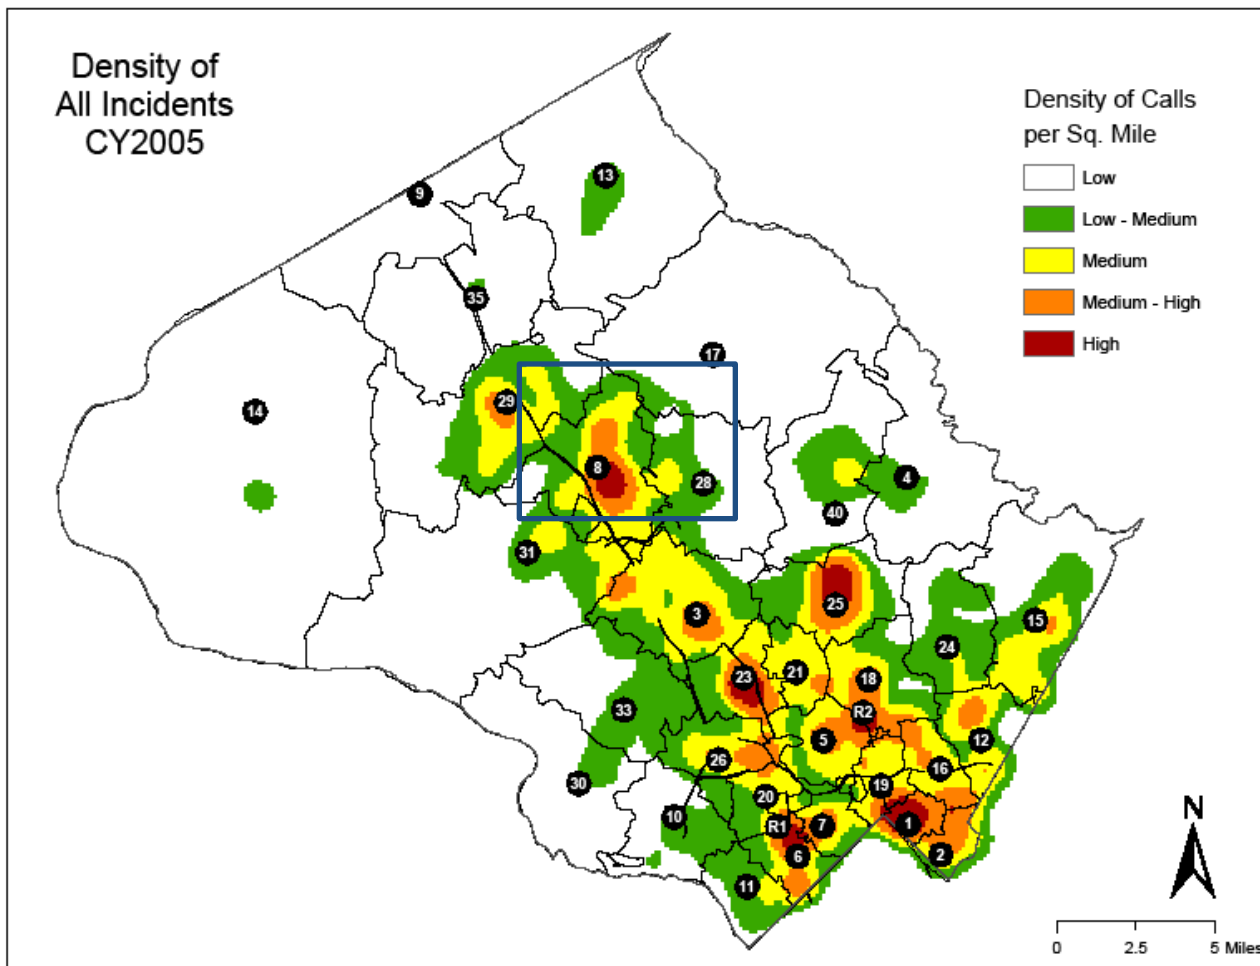 Density of
All Incidents
CY2005
Density of Calls
per Sq. Mile
Low
Low - Medium
Medium
Medium - High
High
13
9
35
17
29
14
8
28
4
40
31
25
3
15
24
23
21
18
33
R2
5
12
26
16
30
19
20
10
R1
7
1
6
2
11
N
0
2.5
5 Miles